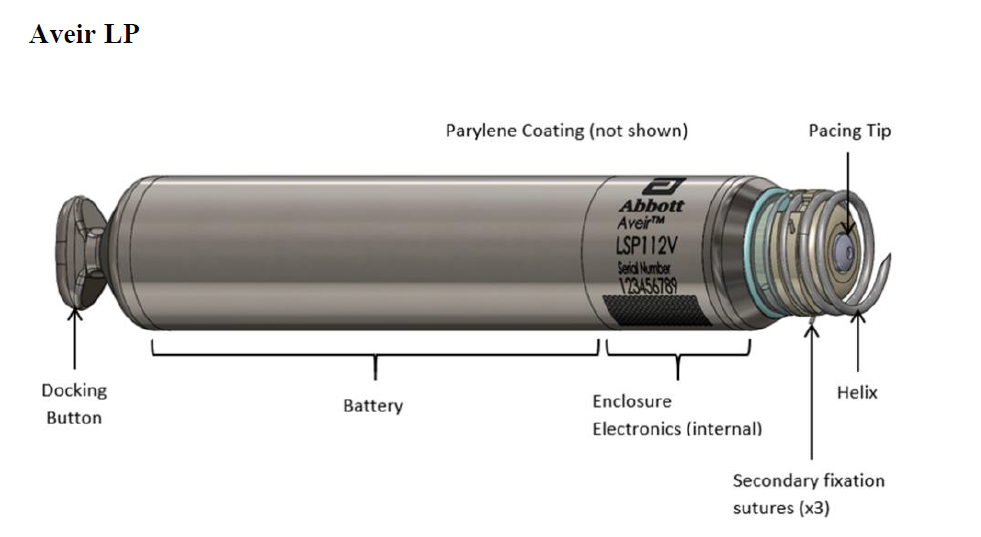 Aveir LP
Parylene Coating (not shown)
Pacing Tip
Abbott
Aveir™
LSP112V
Serial Number
123456789
Docking
Button
Battery
Enclosure
Electronics (internal)
Helix
Secondary fixation
sutures (x3)